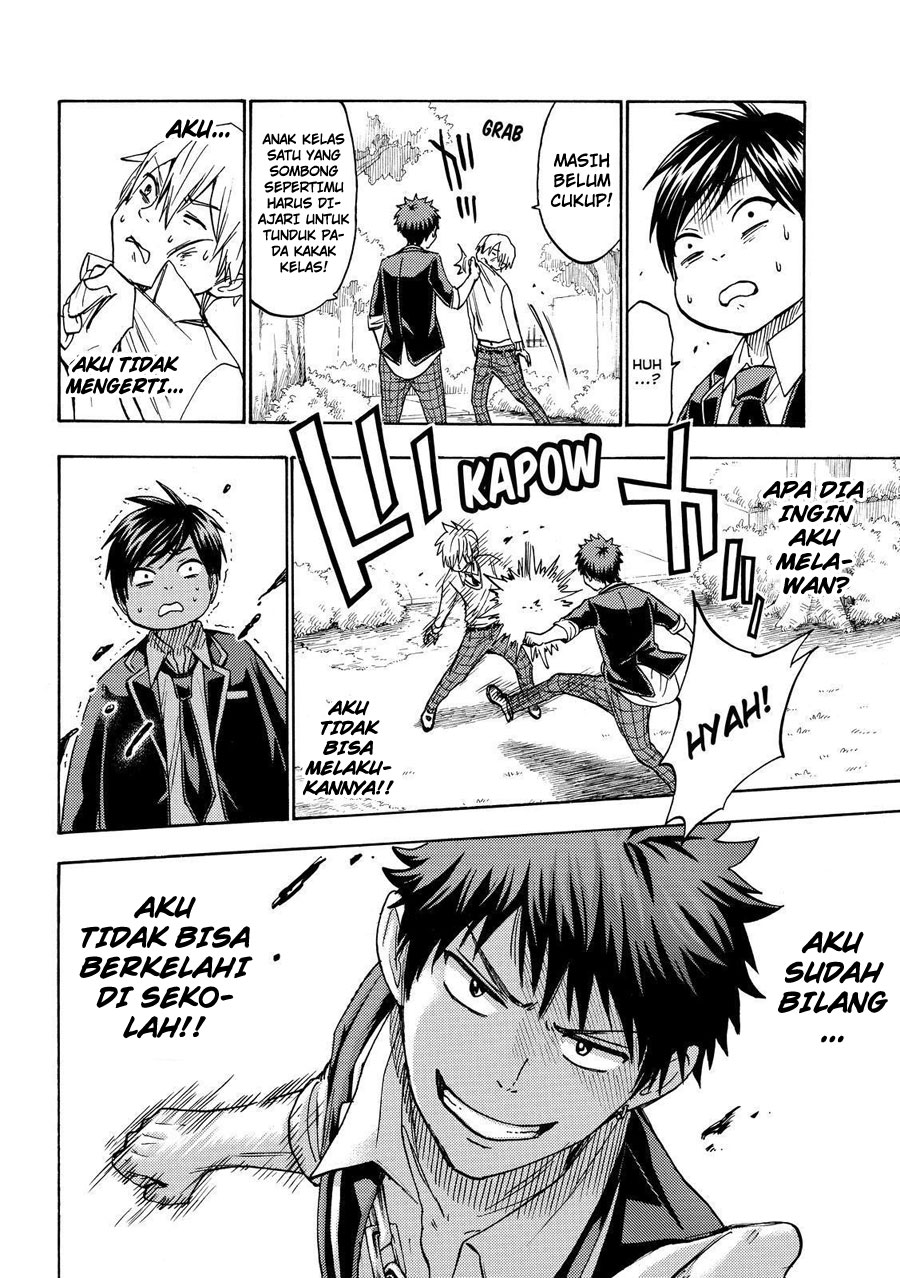 HUH
...?
MASIH
BELUM
CUKUP!
GRAB
ガッ
ANAK KELAS
SATU YANG
SOMBONG
SEPERTIMU
HARUS DI-
AJARI UNTUK
TUNDUK PA-
DA KAKAK
KELAS!
AKU...
AKU TIDAK
MENGERTI...
APA DIA
INGIN
AKU
MELA-
WAN?
HYAH!
KAPOW
AKU
TIDAK
BISA
MELAKU-
KANNYA!!
AKU
SUDAH
BILANG
...
AKU
TIDAK BISA
BERKELAHI
DI SEKO-
LAH!!